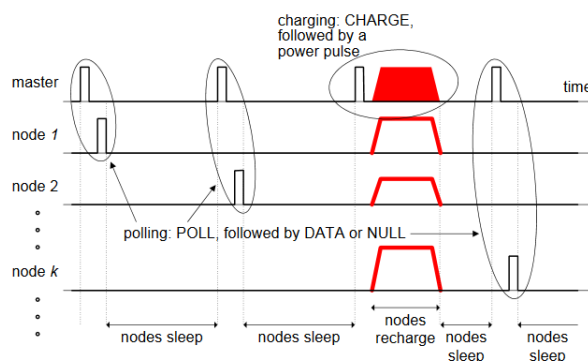 charging: CHARGE,
followed by a
power pulse
master
time
node 1
node 2
polling: POLL, followed by DATA or NULL
node k
nodes sleep
nodes sleep
nodes
recharge
nodes
sleep
nodes
sleep